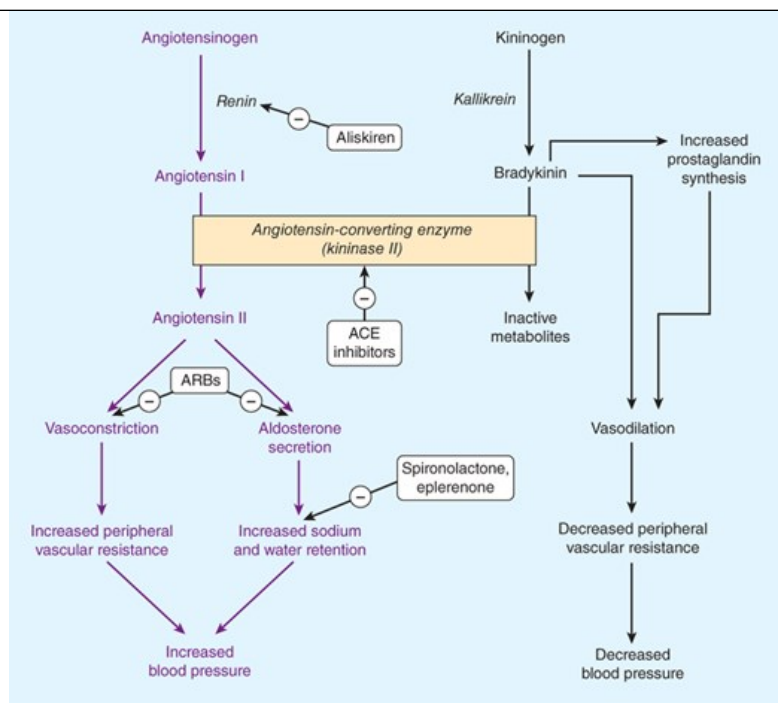 Angiotensinogen
Kininogen
Renin
Kallikrein
Aliskiren
Increased
prostaglandin
synthesis
Angiotensin I
Bradykinin
Angiotensin-converting enzyme
(kininase II)
Angiotensin II
ACE
inhibitors
Inactive
metabolites
ARBs
Vasoconstriction
Aldosterone
secretion
Vasodilation
Spironolactone,
eplerenone
Increased peripheral
vascular resistance
Increased sodium
and water retention
Decreased peripheral
vascular resistance
Increased
blood pressure
Decreased
blood pressure